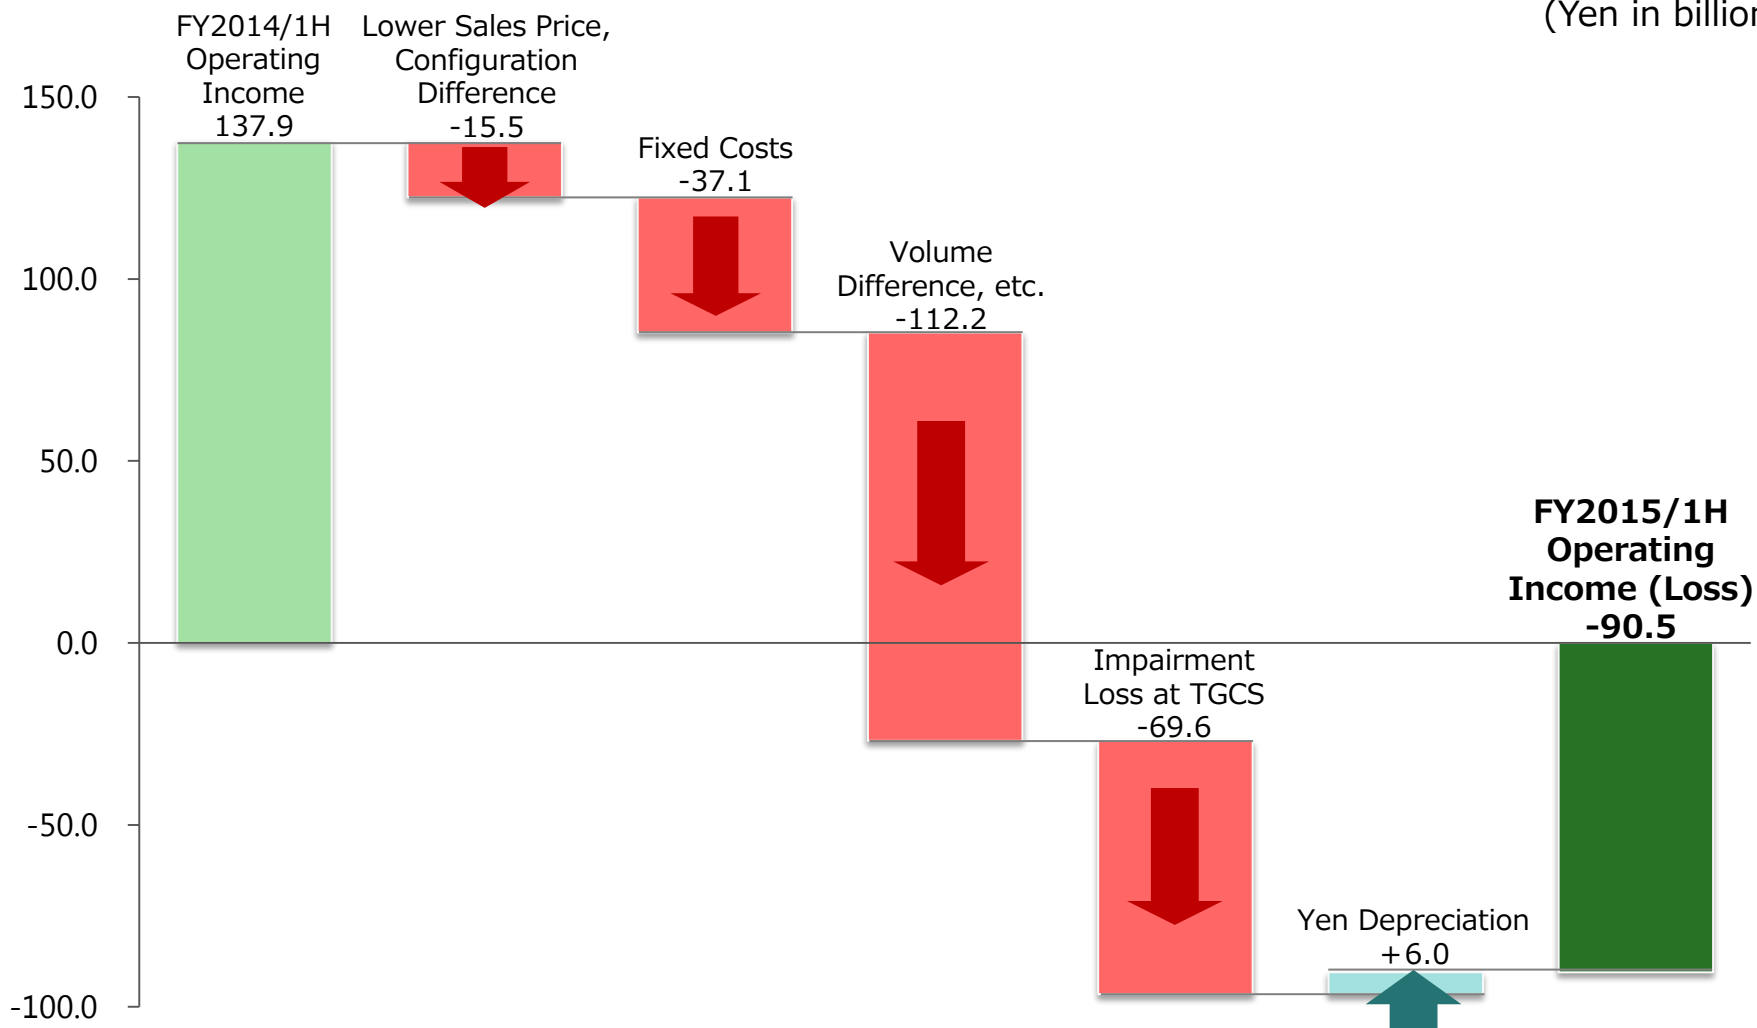 (Yen in billion
FY2014/1H
Operating
Income
137.9
Lower Sales Price,
Configuration
Difference
-15.5
Fixed Costs
-37.1
Volume
Difference, etc.
-112.2
Impairment
Loss at TGCS
-69.6
Yen Depreciation
+6.0
FY2015/1H
Operating
Income (Loss)
-90.5
150.0
100.0
50.0
0.0
-50.0
-100.0